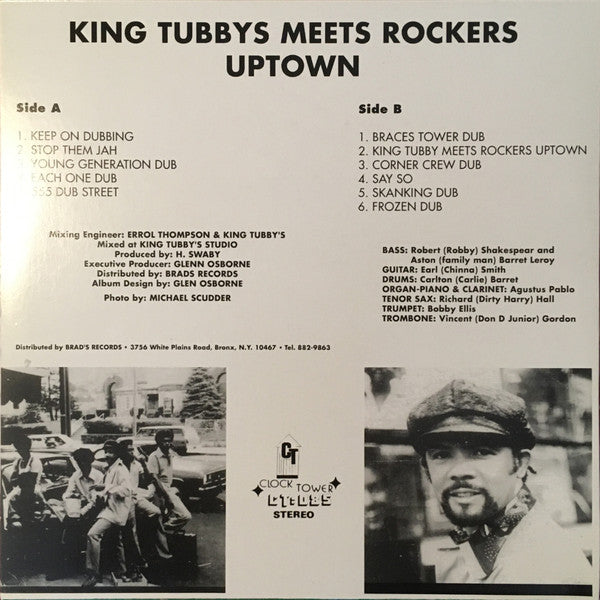 KING TUBBYS MEETS ROCKERS
UPTOWN
Side A
1. KEEP ON DUBBING
2. STOP THEM JAH
3. YOUNG GENERATION DUB
4. EACH ONE DUB
5. 555 DUB STREET
Side B
1. BRACES TOWER DUB
2. KING TUBBY MEETS ROCKERS UPTOWN
3. CORNER CREW DUB
4. SAY SO
5. SKANKING DUB
6. FROZEN DUB
Mixing Engineer: ERROL THOMPSON & KING TUBBY'S
Mixed at KING TUBBY'S STUDIO
Produced by: H. SWABY
Executive Producer: GLENN OSBORNE
Distributed by: BRADS RECORDS
Album Design by: GLEN OSBORNE
Photo by: MICHAEL SCUDDER
BASS: Robert (Robby) Shakespear and
Aston (family man) Barret Leroy
GUITAR: Earl (Chinna) Smith
DRUMS: Carlton (Carlie) Barret
ORGAN-PIANO & CLARINET: Agustus Pablo
TENOR SAX: Richard (Dirty Harry) Hall
TRUMPET: Bobby Ellis
TROMBONE: Vincent (Don D Junior) Gordon
Distributed by BRAD'S RECORDS • 3756 White Plains Road, Bronx, N.Y. 10467 • Tel. 882-9863
CT
CLOCK TOWER
CT-085
STEREO